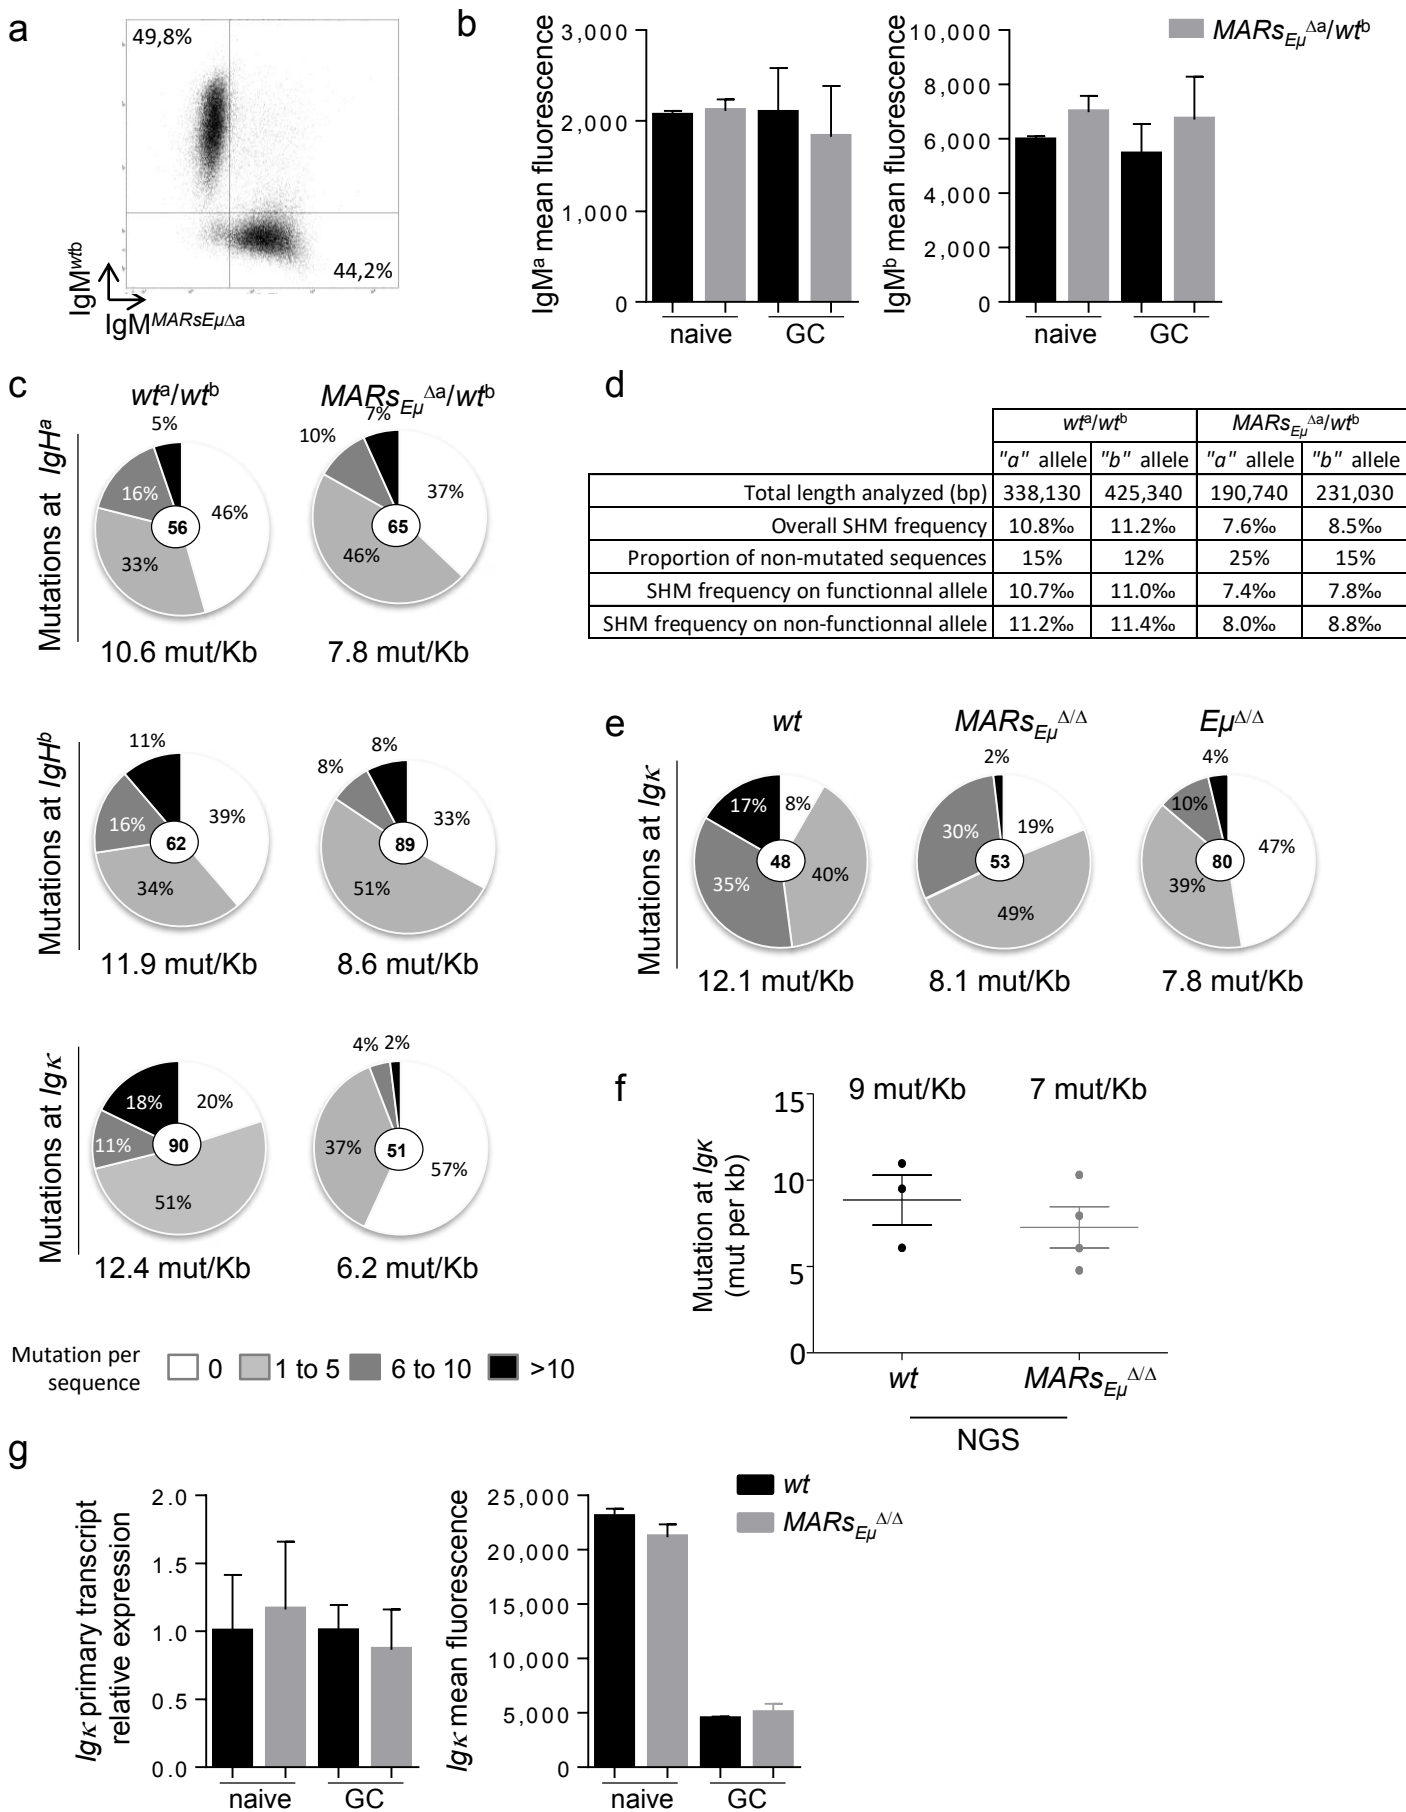 a
49,8%
44,2%
IgM^wtb
IgM^MARsEμΔa
b
IgMᵃ mean fluorescence
3,000
2,000
1,000
0
naive
GC
IgMᵇ mean fluorescence
10,000
8,000
6,000
4,000
2,000
0
naive
GC
MARs_Eμ^Δa/wt^b
c
wt^a/wt^b
MARs_Eμ^Δa/wt^b
Mutations at IgH^a
5%
16%
46%
33%
56
10.6 mut/Kb
7%
10%
37%
46%
65
7.8 mut/Kb
Mutations at IgH^b
11%
16%
39%
34%
62
11.9 mut/Kb
8%
8%
33%
51%
89
8.6 mut/Kb
Mutations at Igκ
18%
20%
11%
51%
90
12.4 mut/Kb
4%
2%
37%
57%
51
6.2 mut/Kb
Mutation per
sequence
0
1 to 5
6 to 10
>10
d
wt^a/wt^b MARs_Eμ^Δa/wt^b
"a" allele "b" allele "a" allele "b" allele
Total length analyzed (bp) 338,130 425,340 190,740 231,030
Overall SHM frequency 10.8‰ 11.2‰ 7.6‰ 8.5‰
Proportion of non-mutated sequences 15% 12% 25% 15%
SHM frequency on functionnal allele 10.7‰ 11.0‰ 7.4‰ 7.8‰
SHM frequency on non-functionnal allele 11.2‰ 11.4‰ 8.0‰ 8.8‰
e
wt
MARs_Eμ^Δ/Δ
Eμ^Δ/Δ
Mutations at Igκ
17%
8%
35%
40%
48
12.1 mut/Kb
2%
30%
19%
49%
53
8.1 mut/Kb
4%
10%
47%
39%
80
7.8 mut/Kb
f
Mutation at Igκ
(mut per kb)
15
10
5
0
9 mut/Kb
7 mut/Kb
wt
MARs_Eμ^Δ/Δ
NGS
g
Igκ primary transcript
relative expression
2.0
1.5
1.0
0.5
0.0
naive
GC
Igκ mean fluorescence
25,000
20,000
15,000
10,000
5,000
0
naive
GC
wt
MARs_Eμ^Δ/Δ